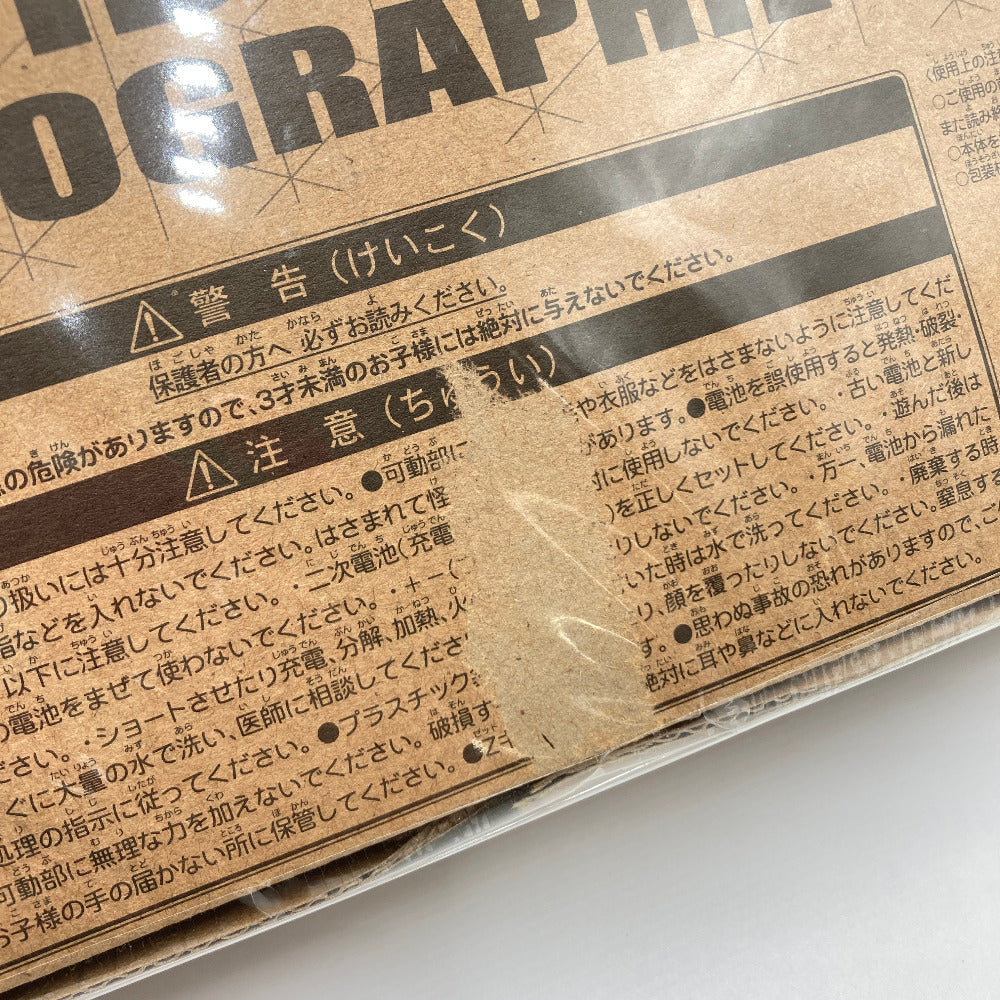 OGRAPHI
警告(けいこく)
保護者の方へ 必ずお読みください。
の危険がありますので、3才未満のお子様には絶対に与えないでください。
注意(ちゅうい)
扱いには十分注意してください。●可動部に や衣服などをはさまないように注意してくだ
指などを入れないでください。はさまれて怪 があります。●電池を誤使用すると発熱・破裂・
以下に注意してください。・二次電池(充電 対に使用しないでください。・古い電池と新し
電池をまぜて使わないでください。・+-( )を正しくセットしてください。・遊んだ後は
ださい。・ショートさせたり充電、分解、加熱、火 りしないでください。・万一、電池から漏れた
ぐに大量の水で洗い、医師に相談してくださ いた時は水で洗ってください。・廃棄する時
処理の指示に従ってください。●プラスチック り、顔を覆ったりしないでください。窒息する
可動部に無理な力を加えないでください。破損す す。●思わぬ事故の恐れがありますので、
お子様の手の届かない所に保管してください。●Z 絶対に耳や鼻などに入れないでください。
〈使用上の注
○ご使用の
また読み終
○本体を
○包装